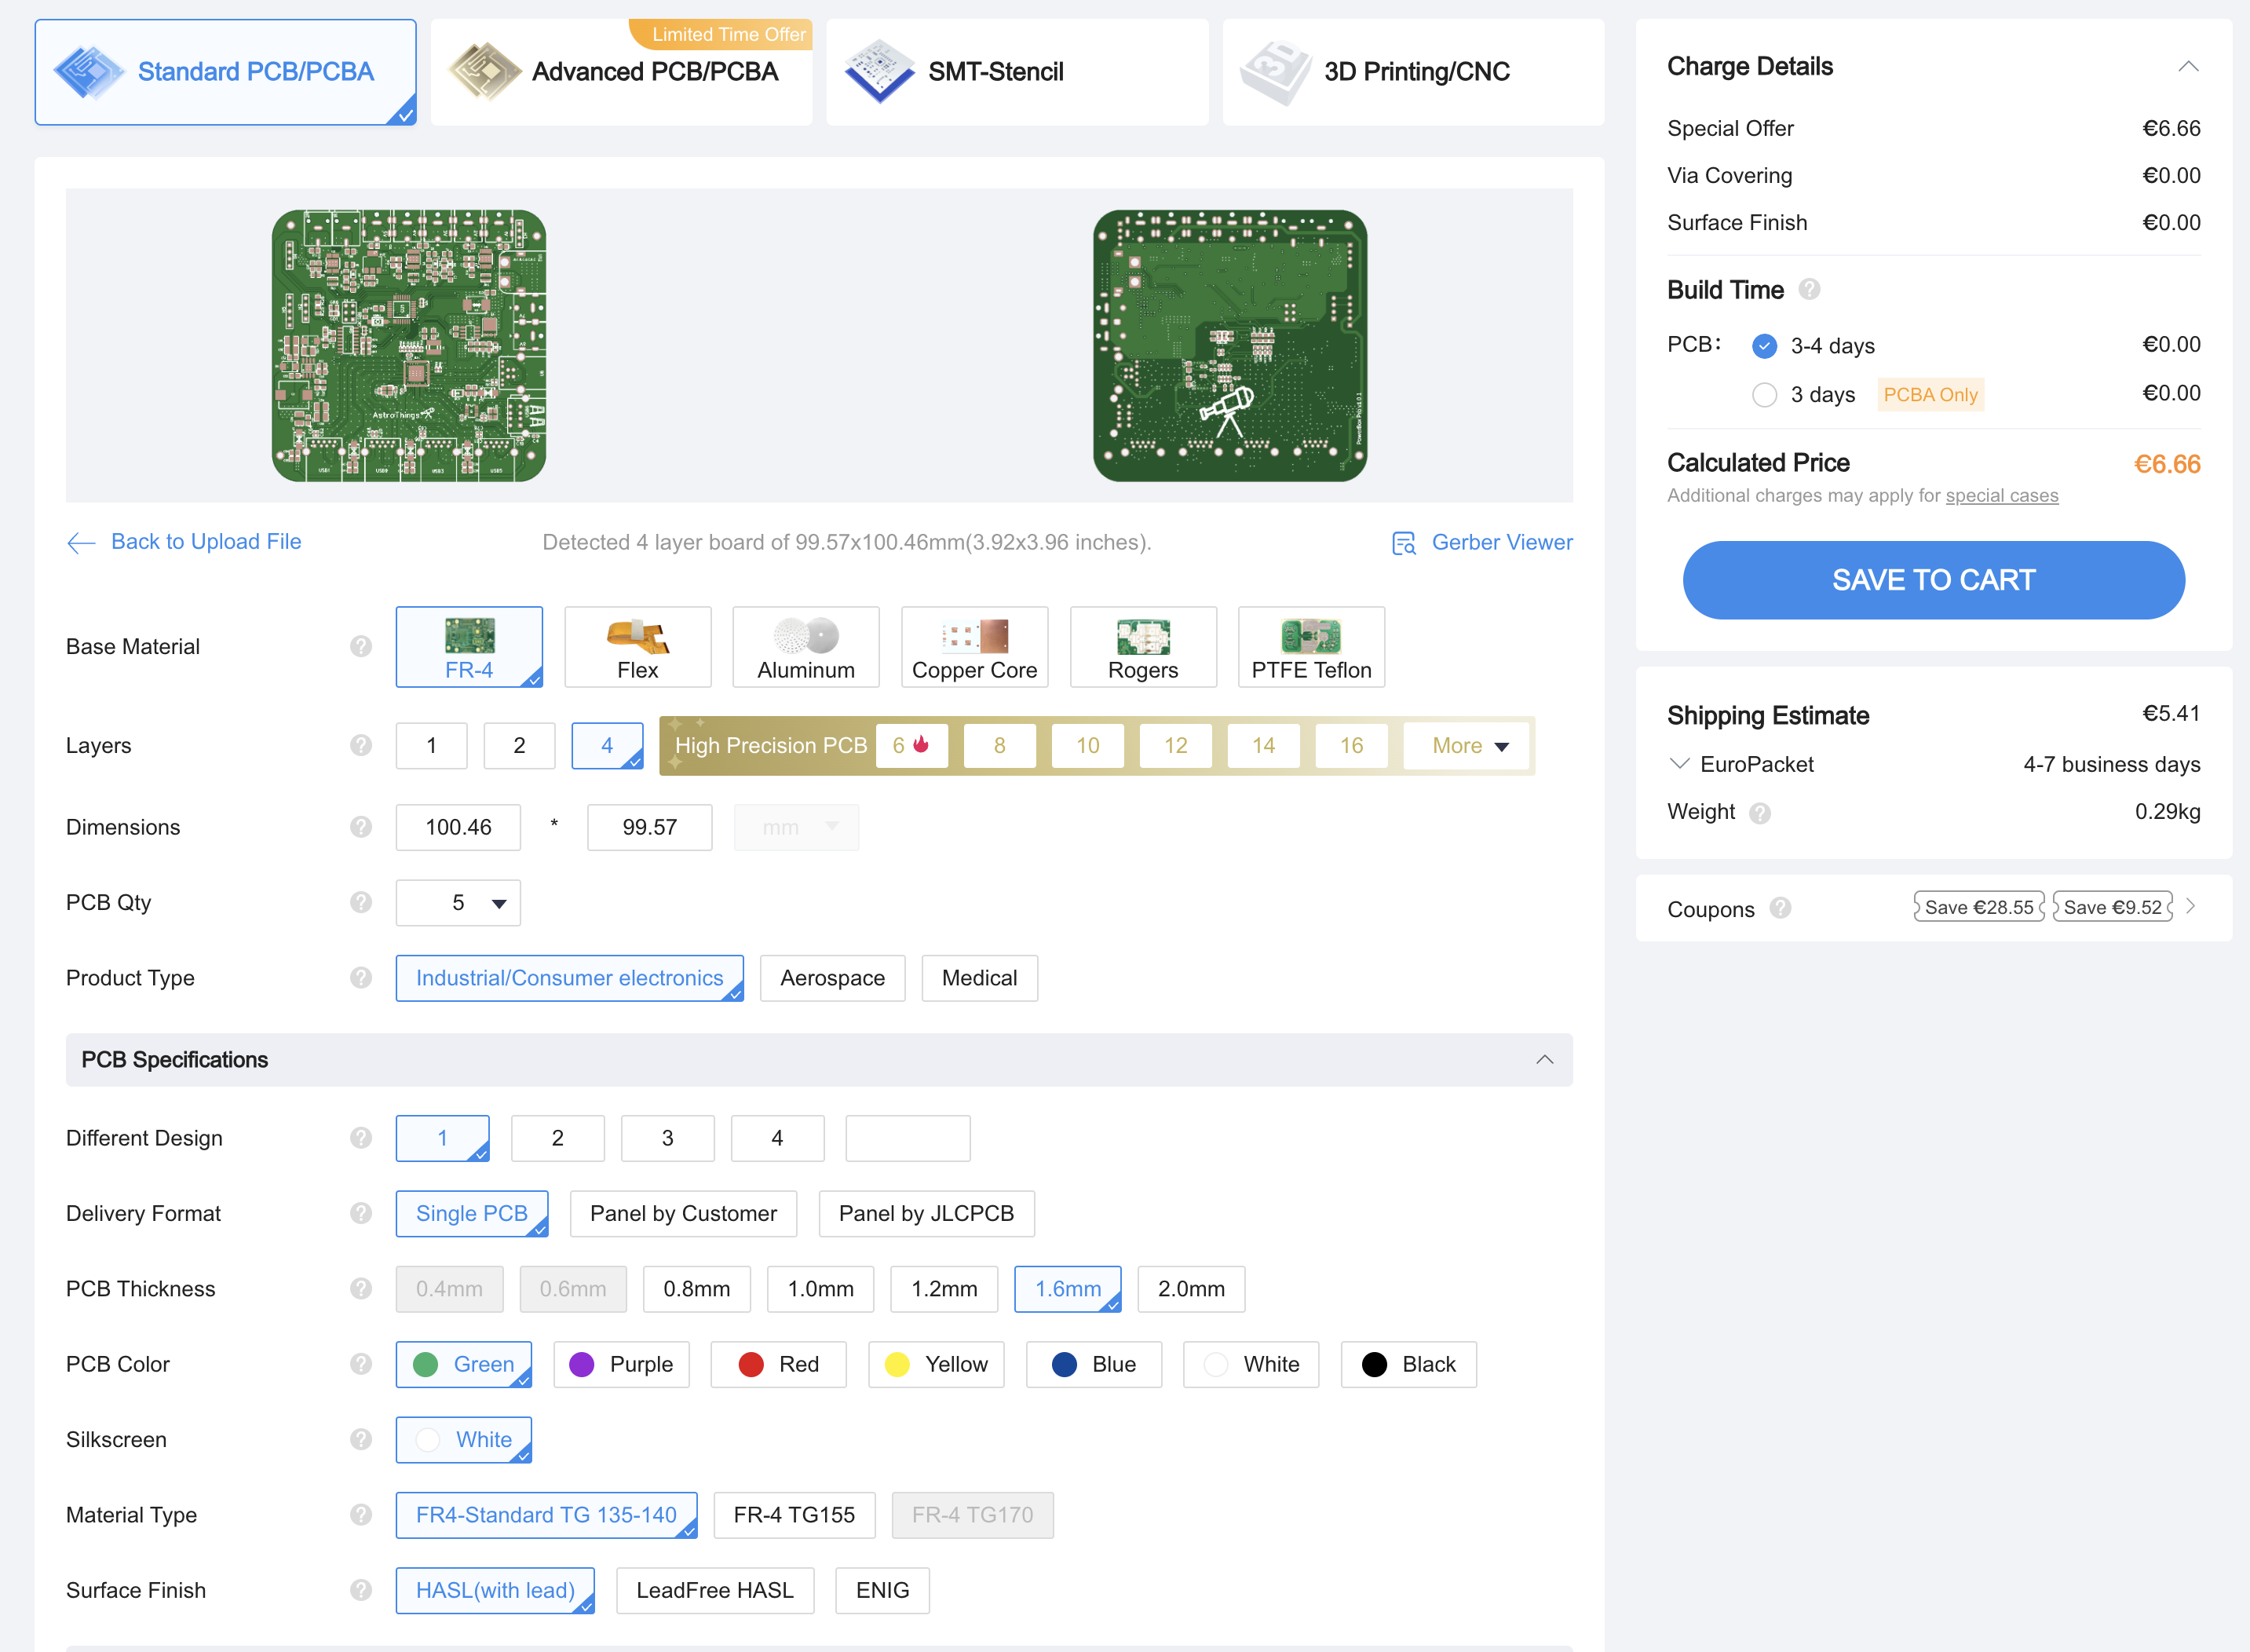 Standard PCB/PCBA
Limited Time Offer
Advanced PCB/PCBA
SMT-Stencil
3D Printing/CNC
AstroThings
USB1
USB2
USB3
Back to Upload File
Detected 4 layer board of 99.57x100.46mm(3.92x3.96 inches).
Gerber Viewer
Base Material
FR-4
Flex
Aluminum
Copper Core
Rogers
PTFE Teflon
Layers
1
2
4
High Precision PCB
6
8
10
12
14
16
More
Dimensions
100.46
*
99.57
mm
PCB Qty
5
Product Type
Industrial/Consumer electronics
Aerospace
Medical
PCB Specifications
Different Design
1
2
3
4
Delivery Format
Single PCB
Panel by Customer
Panel by JLCPCB
PCB Thickness
0.4mm
0.6mm
0.8mm
1.0mm
1.2mm
1.6mm
2.0mm
PCB Color
Green
Purple
Red
Yellow
Blue
White
Black
Silkscreen
White
Material Type
FR4-Standard TG 135-140
FR-4 TG155
FR-4 TG170
Surface Finish
HASL(with lead)
LeadFree HASL
ENIG
Charge Details
Special Offer
€6.66
Via Covering
€0.00
Surface Finish
€0.00
Build Time
PCB:
3-4 days
€0.00
3 days
PCBA Only
€0.00
Calculated Price
€6.66
Additional charges may apply for special cases
SAVE TO CART
Shipping Estimate
€5.41
EuroPacket
4-7 business days
Weight
0.29kg
Coupons
Save €28.55
Save €9.52